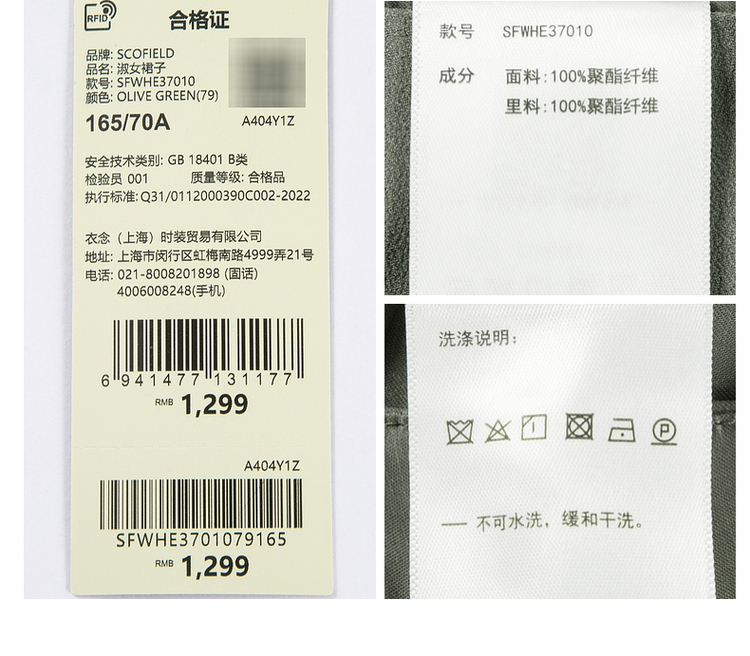 RFID
合格证
品牌: SCOFIELD
品名: 淑女裙子
款号: SFWHE37010
颜色: OLIVE GREEN(79)
165/70A
A404Y1Z
安全技术类别: GB 18401 B类
检验员 001 质量等级: 合格品
执行标准: Q31/0112000390C002-2022
衣念（上海）时装贸易有限公司
地址: 上海市闵行区虹梅南路4999弄21号
电话: 021-8008201898 (固话)
4006008248(手机)
6 941477 131177
RMB 1,299
A404Y1Z
SFWHE3701079165
RMB 1,299
款号 SFWHE37010
成分 面料:100%聚酯纤维
里料:100%聚酯纤维
洗涤说明:
P
— 不可水洗，缓和干洗。